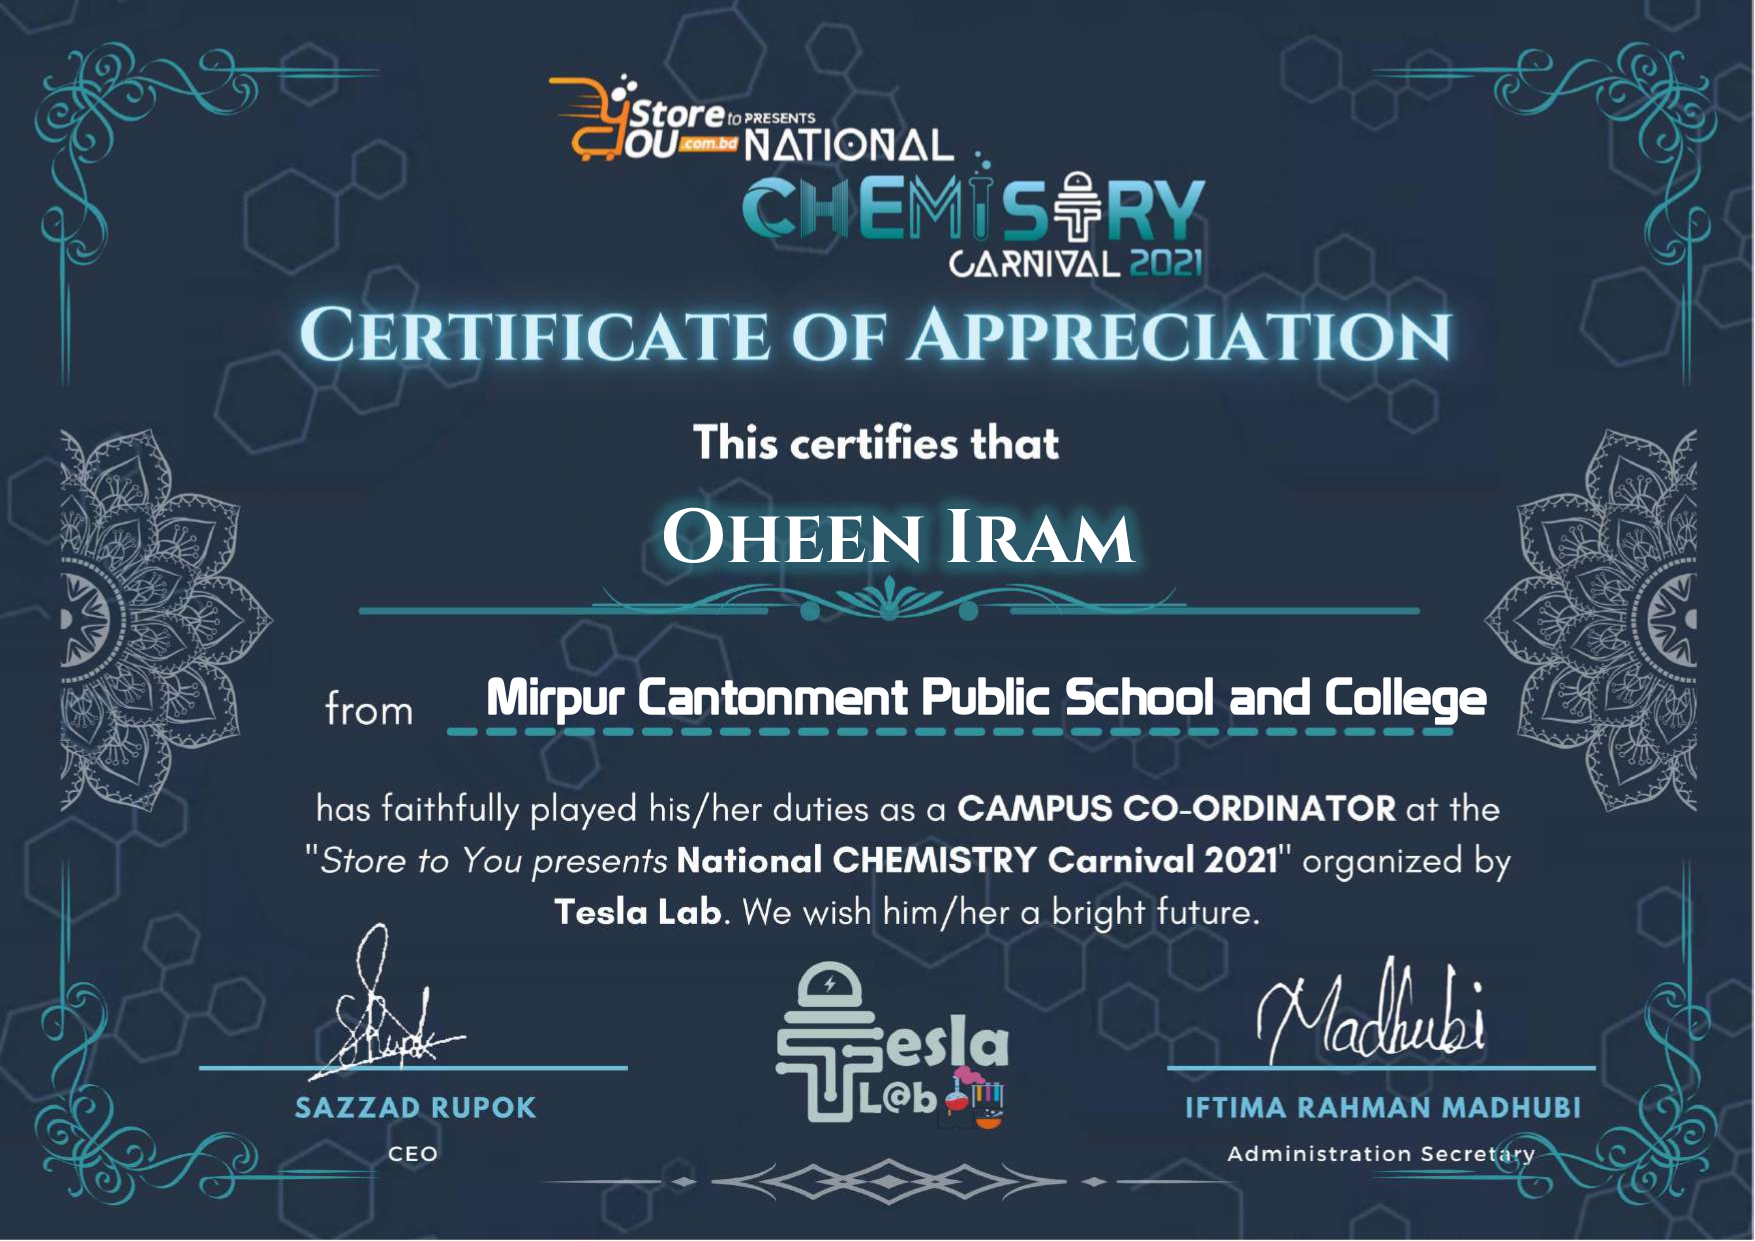 Store to YOU.com.bd PRESENTS
NATIONAL
CHEMISTRY
CARNIVAL 2021
CERTIFICATE OF APPRECIATION
This certifies that
OHEEN IRAM
from Mirpur Cantonment Public School and College
has faithfully played his/her duties as a CAMPUS CO-ORDINATOR at the
"Store to You presents National CHEMISTRY Carnival 2021" organized by
Tesla Lab. We wish him/her a bright future.
Rupok
Madhubi
Tesla
L@b
SAZZAD RUPOK
CEO
IFTIMA RAHMAN MADHUBI
Administration Secretary